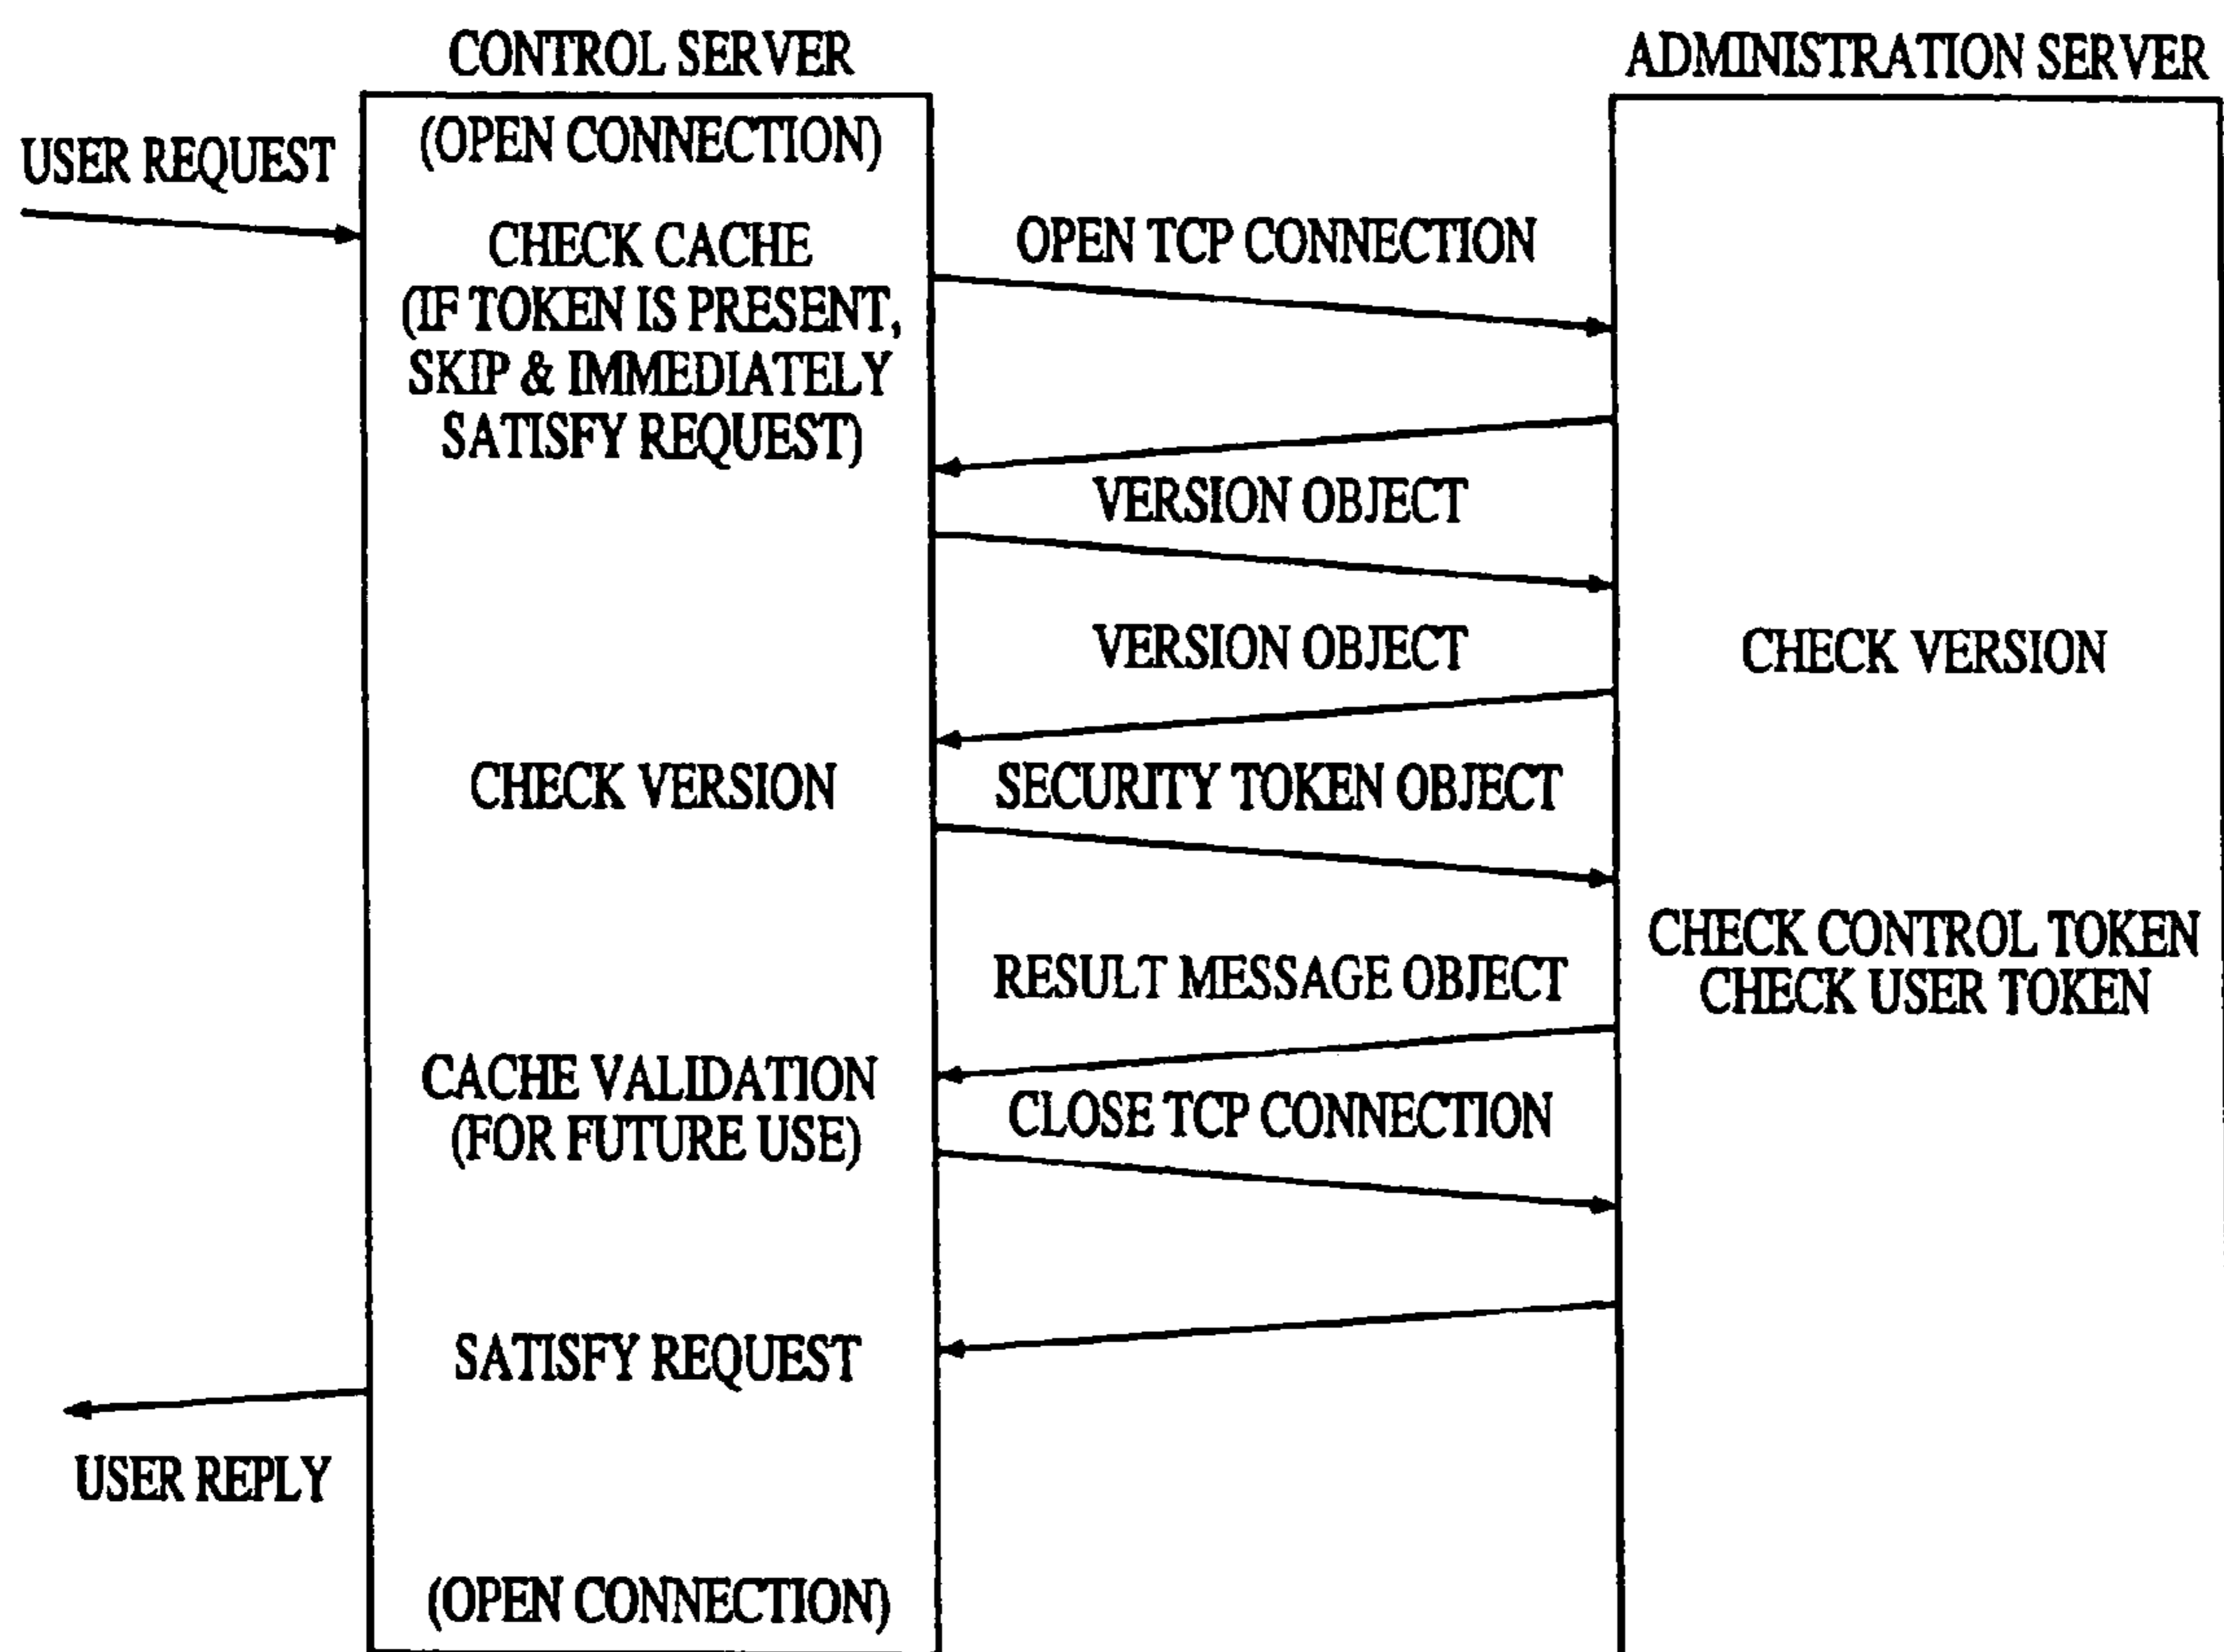 CONTROL SERVER
ADMINISTRATION SERVER
(OPEN CONNECTION)
USER REQUEST
CHECK CACHE
(IF TOKEN IS PRESENT,
SKIP & IMMEDIATELY
SATISFY REQUEST)
OPEN TCP CONNECTION
VERSION OBJECT
VERSION OBJECT
CHECK VERSION
CHECK VERSION
SECURITY TOKEN OBJECT
CHECK CONTROL TOKEN
CHECK USER TOKEN
RESULT MESSAGE OBJECT
CACHE VALIDATION
(FOR FUTURE USE)
CLOSE TCP CONNECTION
SATISFY REQUEST
USER REPLY
(OPEN CONNECTION)